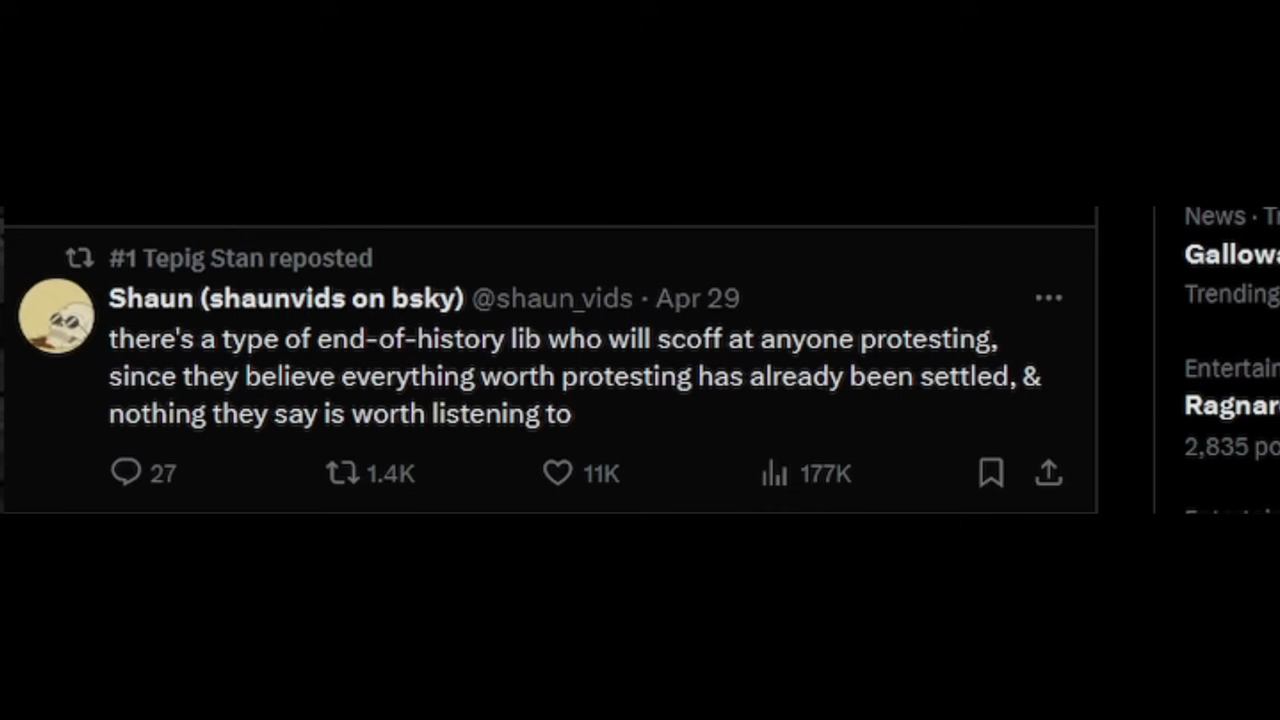 #1 Tepig Stan reposted
Shaun (shaunvids on bsky) @shaun_vids · Apr 29
there's a type of end-of-history lib who will scoff at anyone protesting,
since they believe everything worth protesting has already been settled, &
nothing they say is worth listening to
27 1.4K 11K 177K
News ·
Gallowa
Trending
Entertain
Ragnar
2,835 po